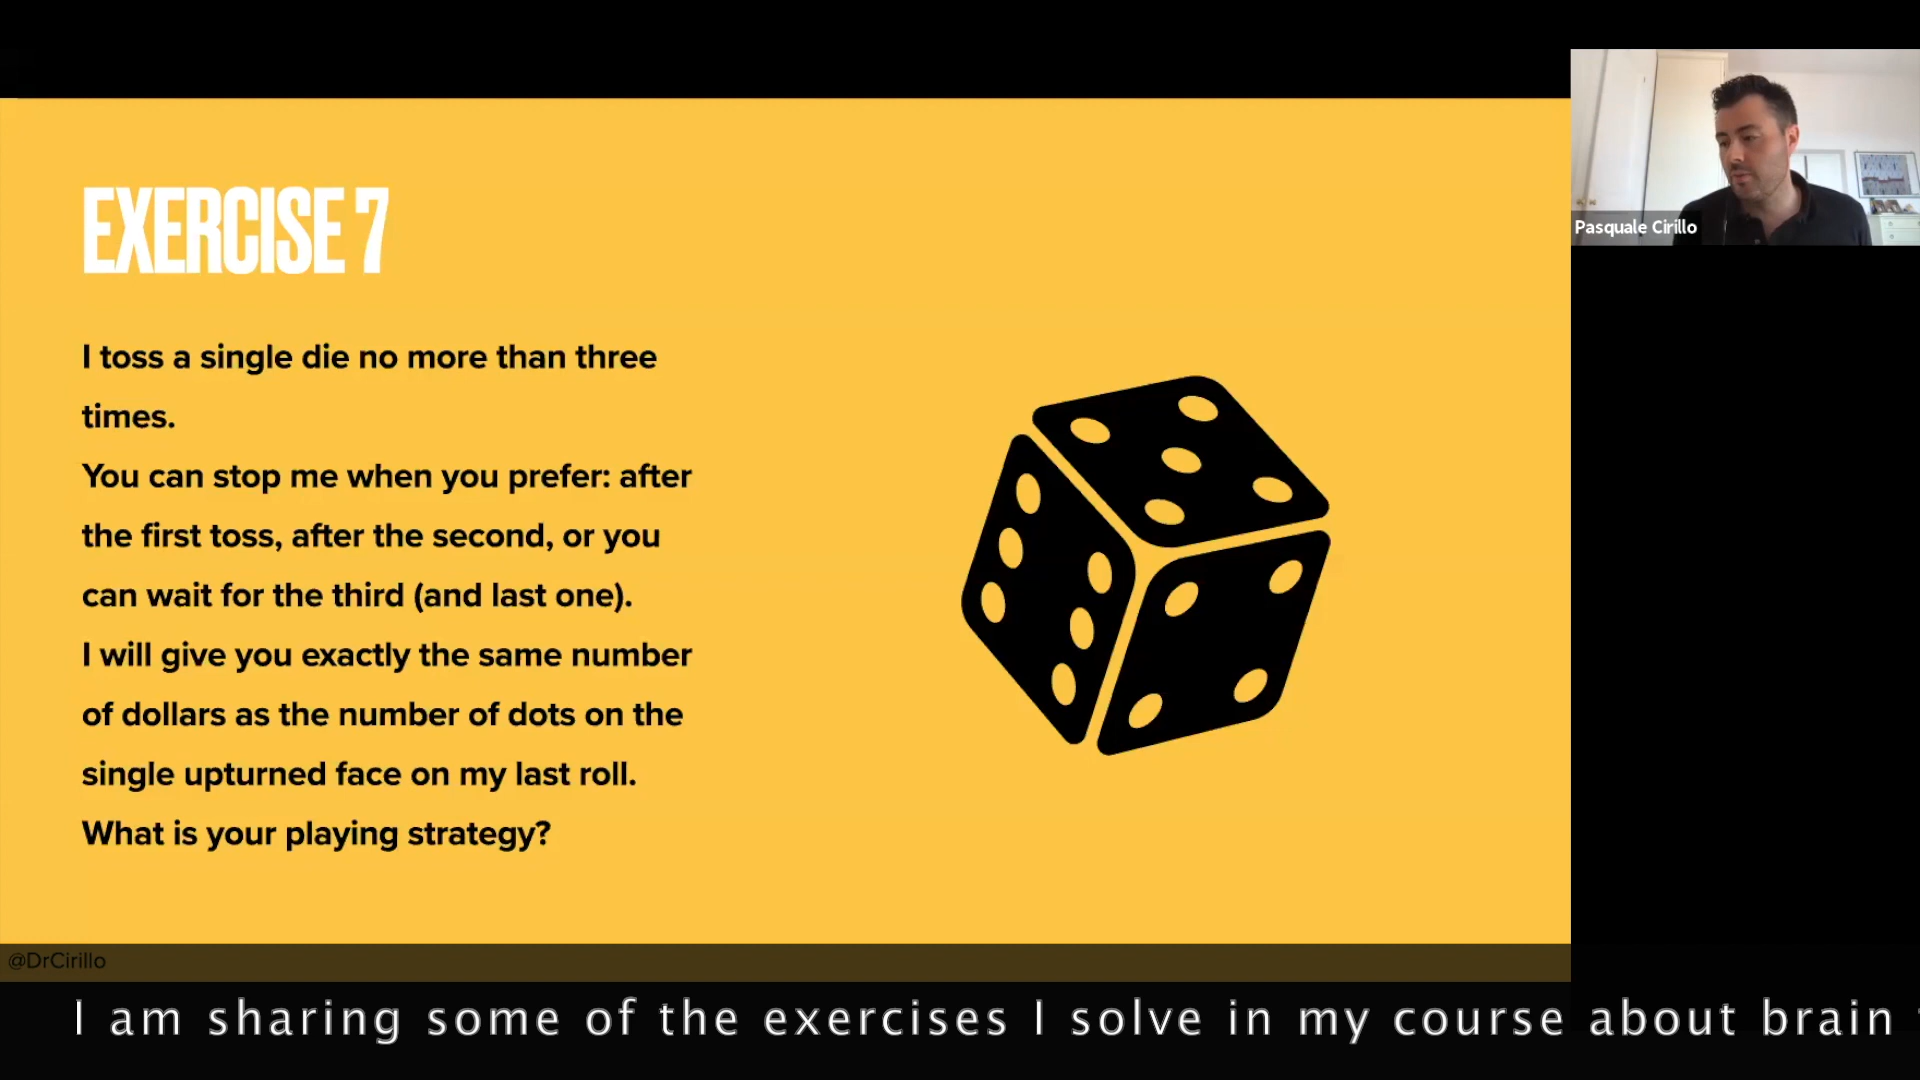 EXERCISE 7
I toss a single die no more than three
times.
You can stop me when you prefer: after
the first toss, after the second, or you
can wait for the third (and last one).
I will give you exactly the same number
of dollars as the number of dots on the
single upturned face on my last roll.
What is your playing strategy?
Pasquale Cirillo
@DrCirillo
I am sharing some of the exercises I solve in my course about brain